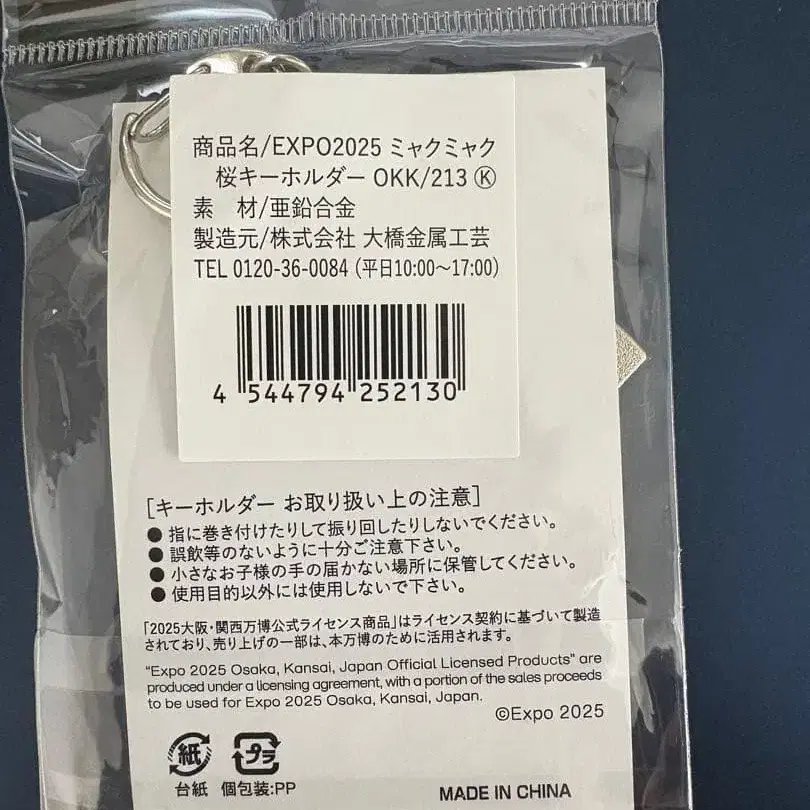 商品名/EXPO2025 ミャクミャク
桜キーホルダー OKK/213 Ⓚ
素　材/亜鉛合金
製造元/株式会社 大橋金属工芸
TEL 0120-36-0084 (平日10:00〜17:00)
4 544794 252130
[キーホルダー お取り扱い上の注意]
● 指に巻き付けたりして振り回したりしないでください。
● 誤飲等のないように十分ご注意下さい。
● 小さなお子様の手の届かない場所に保管してください。
● 使用目的以外には使用しないで下さい。
「2025大阪・関西万博公式ライセンス商品」はライセンス契約に基づいて製造
されており、売り上げの一部は、本万博のために活用されます。
“Expo 2025 Osaka, Kansai, Japan Official Licensed Products” are
produced under a licensing agreement, with a portion of the sales proceeds
to be used for Expo 2025 Osaka, Kansai, Japan.
©Expo 2025
紙 プラ
台紙 個包装:PP
MADE IN CHINA